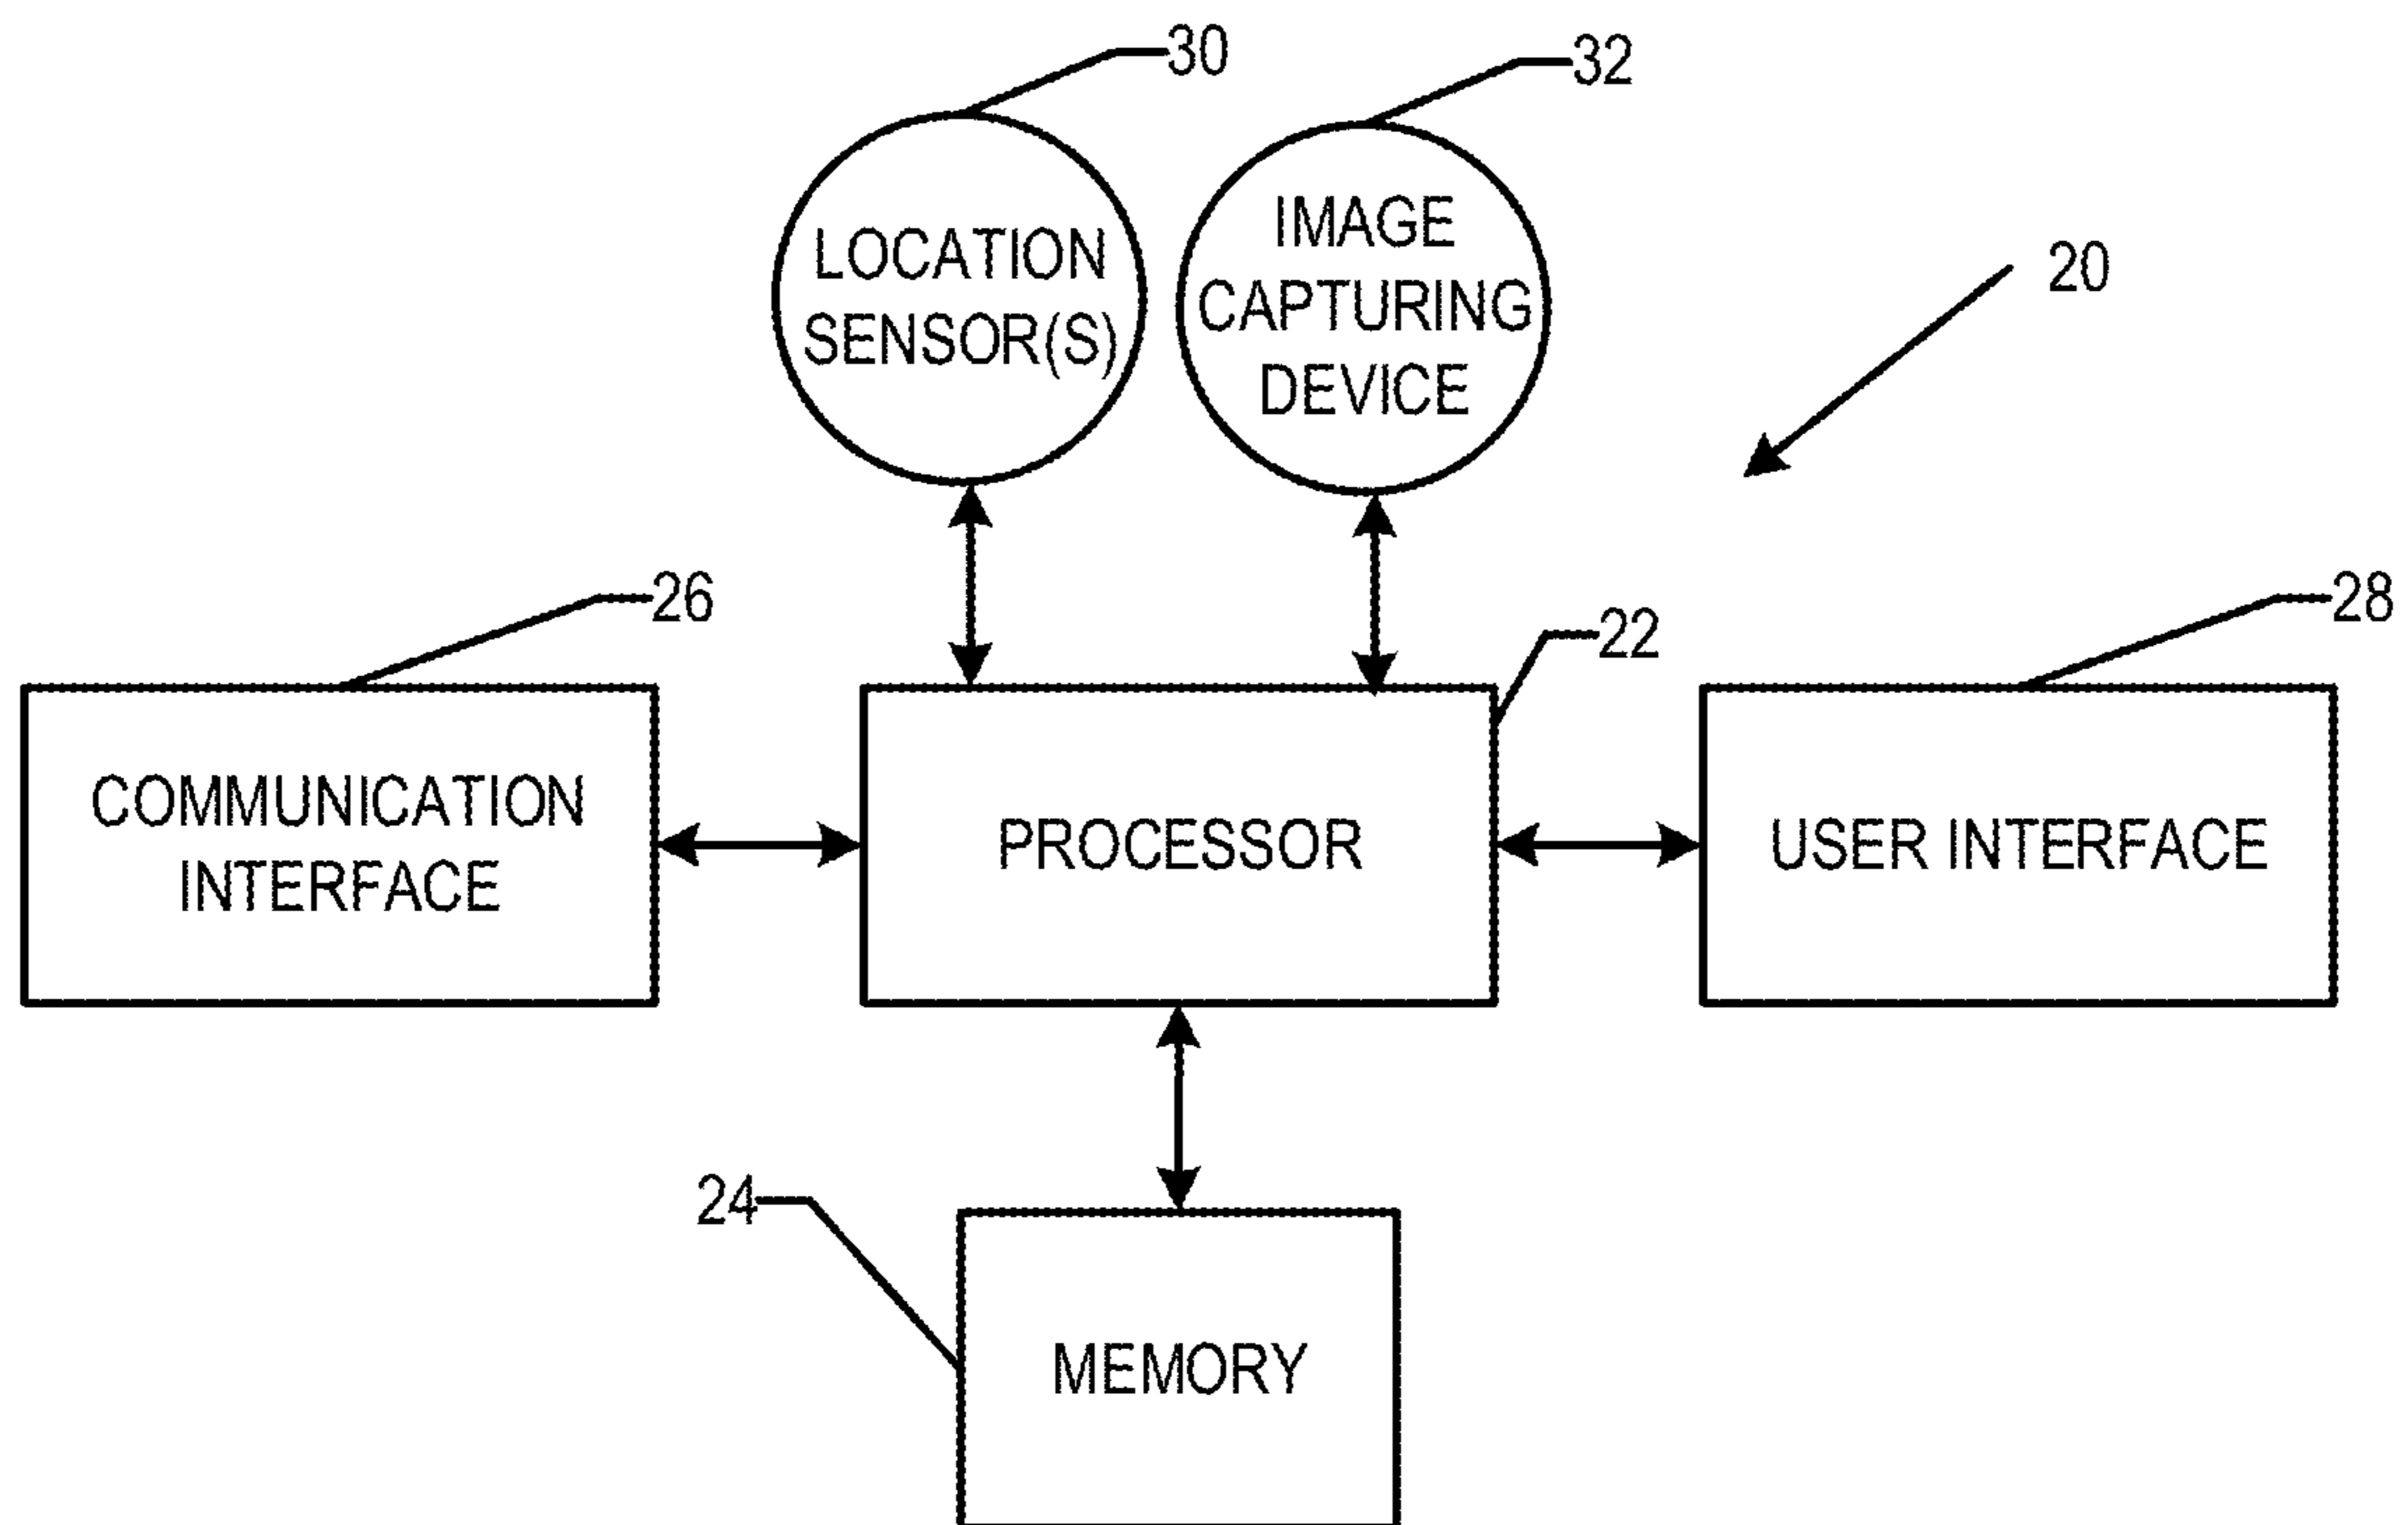 30
32
LOCATION
SENSOR(S)
IMAGE
CAPTURING
DEVICE
20
26
22
28
COMMUNICATION
INTERFACE
PROCESSOR
USER INTERFACE
24
MEMORY